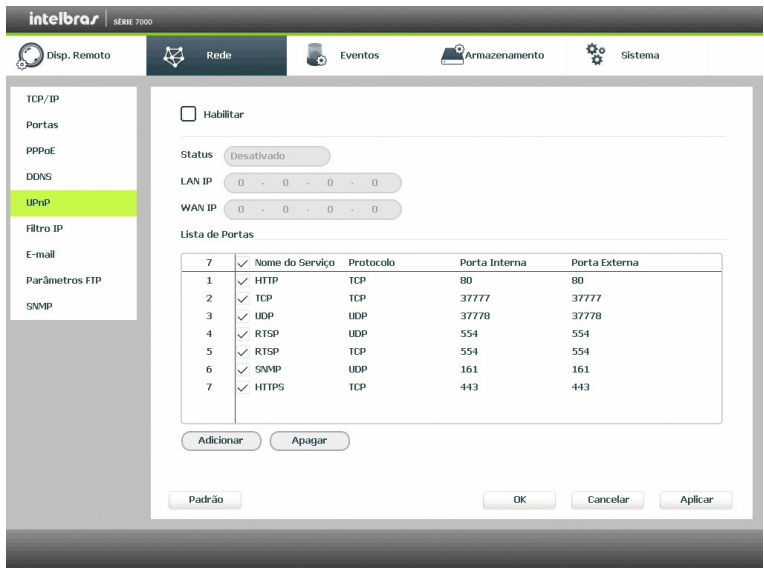 intelbras SÉRIE 7000
Disp. Remoto Rede Eventos Armazenamento Sistema
TCP/IP
Portas
PPPoE
DDNS
UPnP
Filtro IP
E-mail
Parâmetros FTP
SNMP
Habilitar
Status Desativado
LAN IP 0 . 0 . 0 . 0
WAN IP 0 . 0 . 0 . 0
Lista de Portas
7 Nome do Serviço Protocolo Porta Interna Porta Externa
1 HTTP TCP 80 80
2 TCP TCP 37777 37777
3 UDP UDP 37778 37778
4 RTSP UDP 554 554
5 RTSP TCP 554 554
6 SNMP UDP 161 161
7 HTTPS TCP 443 443
Adicionar Apagar
Padrão OK Cancelar Aplicar